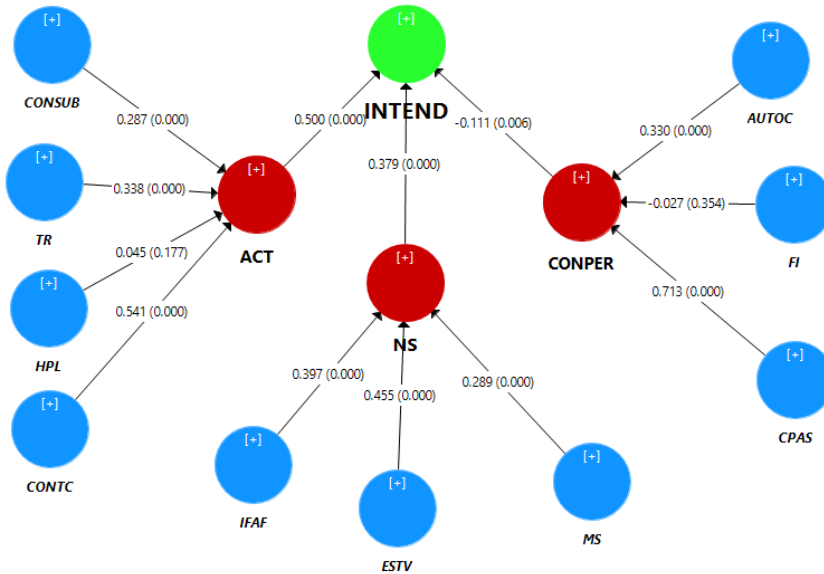 [+]
[+]
[+]
CONSUB
INTEND
AUTOC
0.287 (0.000)
0.500 (0.000)
-0.111 (0.006)
0.330 (0.000)
[+]
0.379 (0.000)
[+]
[+]
[+]
0.338 (0.000)
-0.027 (0.354)
TR
ACT
0.045 (0.177)
[+]
CONPER
FI
[+]
0.713 (0.000)
0.541 (0.000)
NS
HPL
[+]
0.397 (0.000)
0.455 (0.000)
0.289 (0.000)
[+]
CPAS
[+]
CONTC
[+]
[+]
IFAF
MS
ESTV